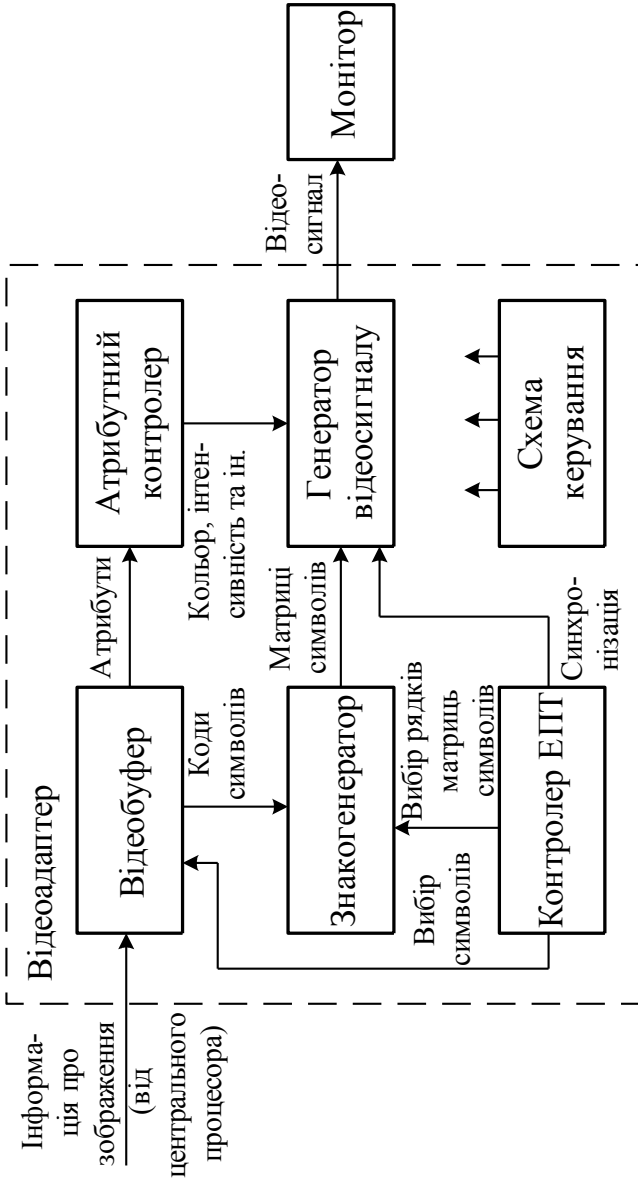 Відеоадаптер
Інформа-
ція про
зображення
(від
центрального
процесора)
Відеобуфер
Атрибути
Атрибутний
контролер
Коди
символів
Кольор, інтен-
сивність та ін.
Знакогенератор
Матриці
символів
Генератор
відеосигналу
Відео-
сигнал
Монітор
Вибір
символів
Вибір рядків
матриць
символів
Контролер ЕПТ
Синхро-
нізація
Схема
керування